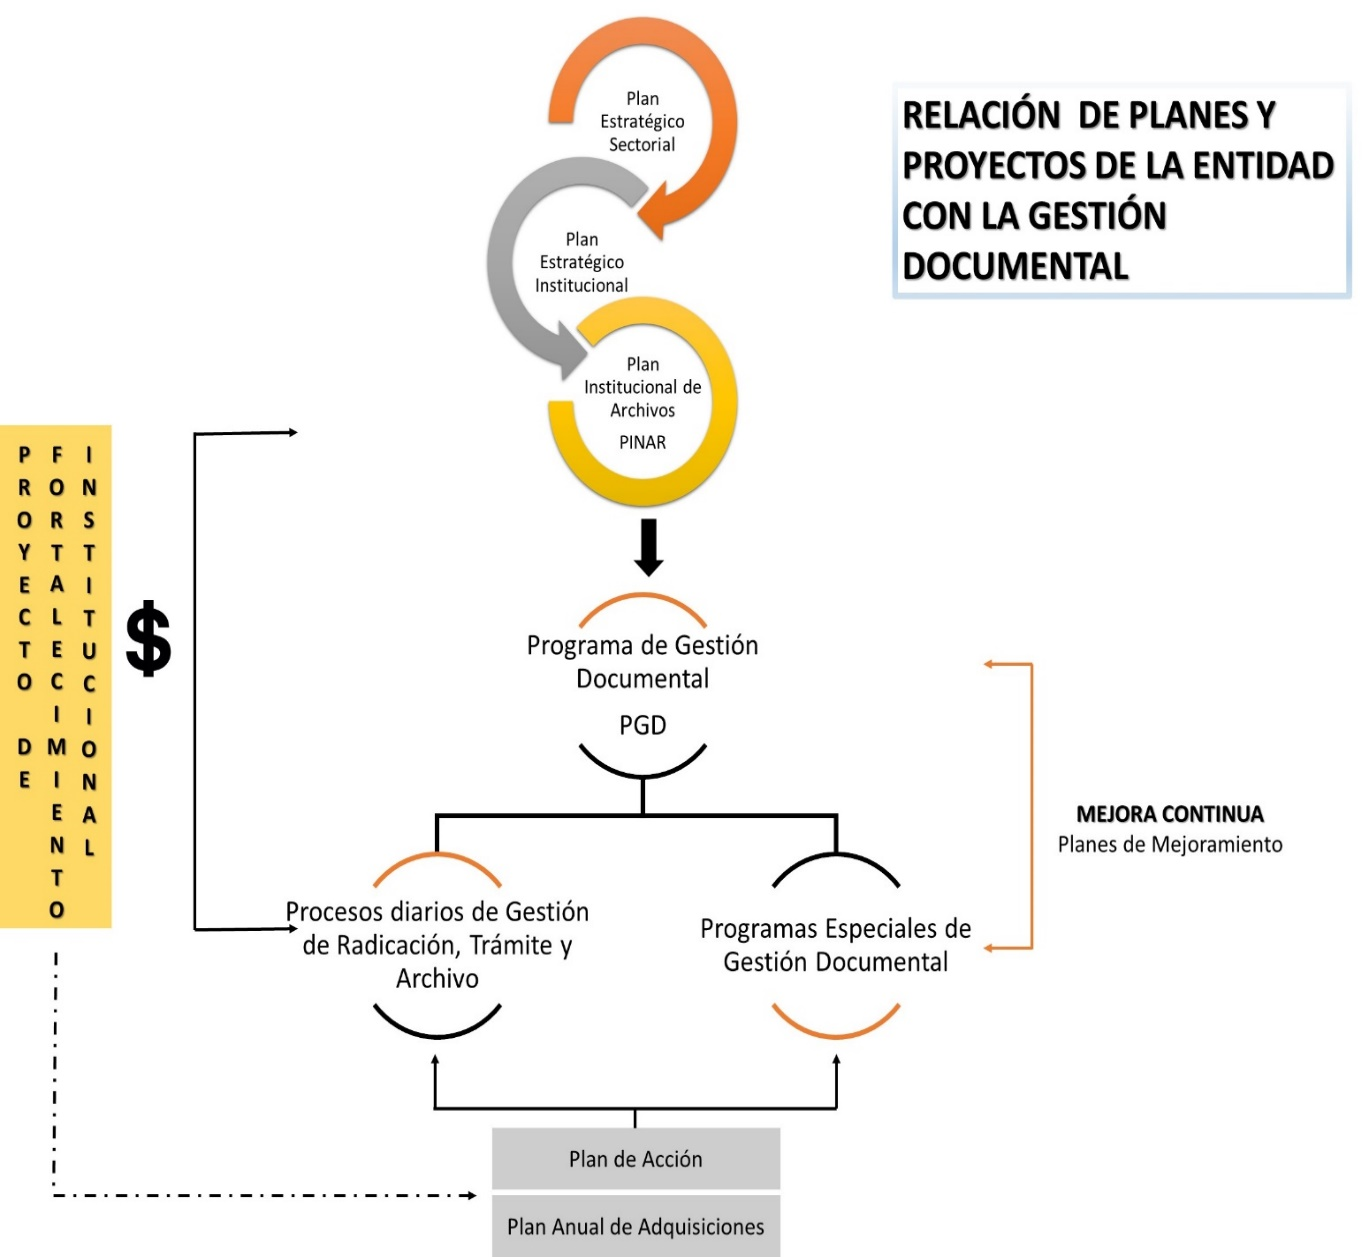 Plan
Estratégico
Sectorial
RELACIÓN DE PLANES Y
PROYECTOS DE LA ENTIDAD
CON LA GESTIÓN
DOCUMENTAL
Plan
Estratégico
Institucional
Plan
Institucional de
Archivos
PINAR
PROYECTO DE
FORTALECIMIENTO
INSTITUCIONAL
$
Programa de Gestión
Documental
PGD
MEJORA CONTINUA
Planes de Mejoramiento
Procesos diarios de Gestión
de Radicación, Trámite y
Archivo
Programas Especiales de
Gestión Documental
Plan de Acción
Plan Anual de Adquisiciones